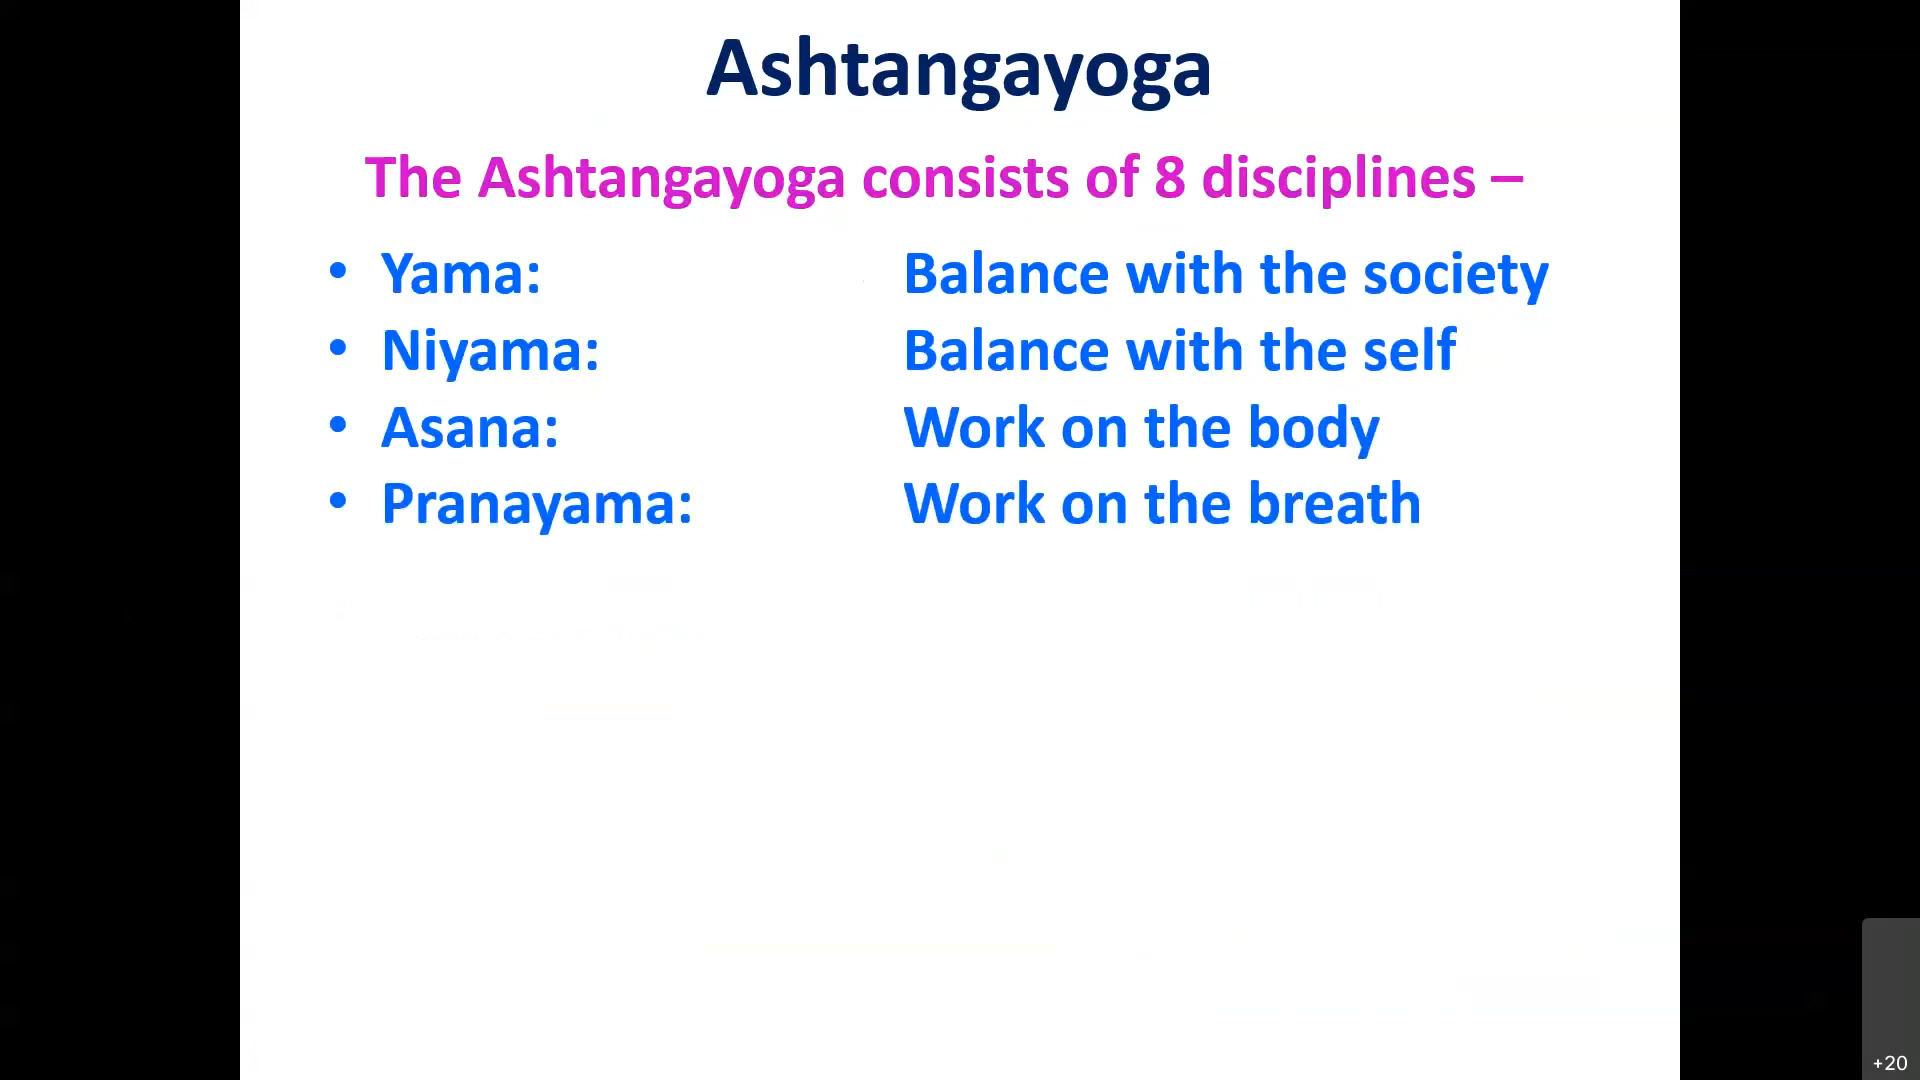 Ashtangayoga
The Ashtangayoga consists of 8 disciplines –
• Yama: Balance with the society
• Niyama: Balance with the self
• Asana: Work on the body
• Pranayama: Work on the breath
+20